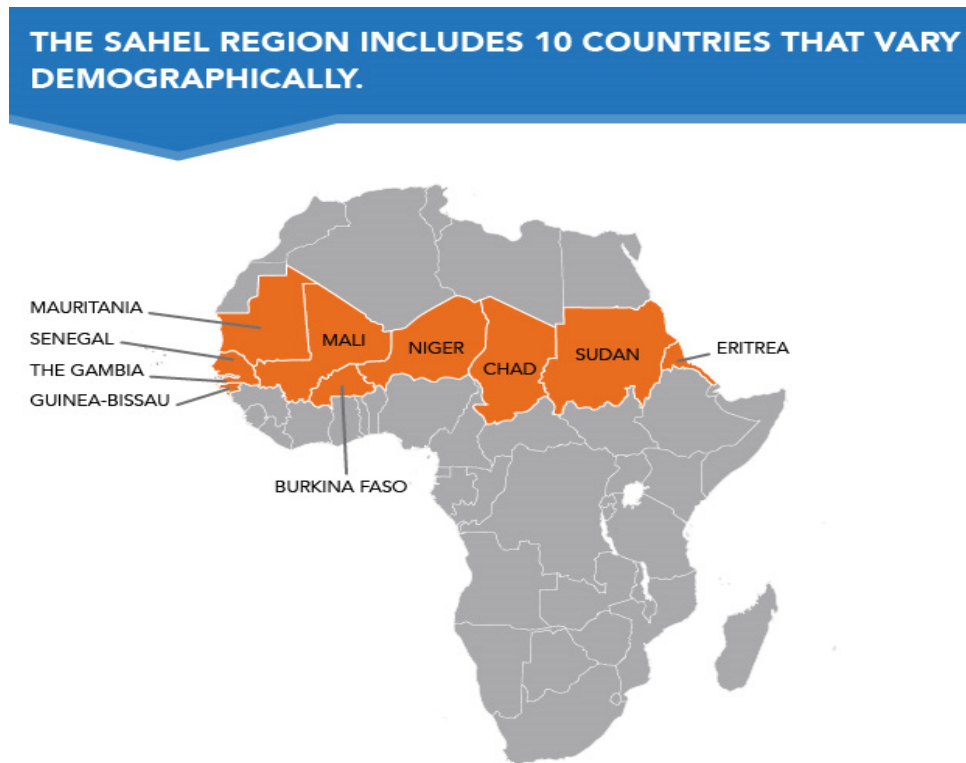 THE SAHEL REGION INCLUDES 10 COUNTRIES THAT VARY
DEMOGRAPHICALLY.
MAURITANIA
SENEGAL
THE GAMBIA
GUINEA-BISSAU
MALI
NIGER
CHAD
SUDAN
ERITREA
BURKINA FASO